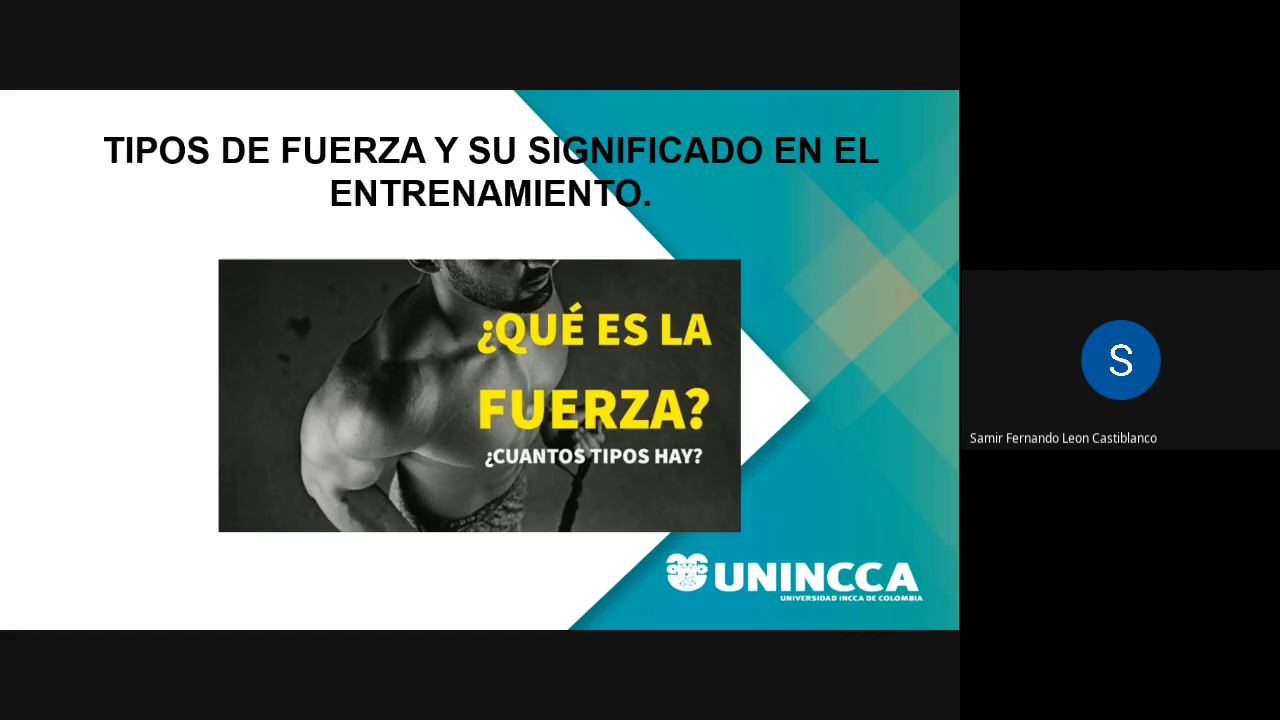 TIPOS DE FUERZA Y SU SIGNIFICADO EN EL
ENTRENAMIENTO.
¿QUÉ ES LA
FUERZA?
¿CUANTOS TIPOS HAY?
UNINCCA
UNIVERSIDAD INCCA DE COLOMBIA
S
Samir Fernando Leon Castiblanco